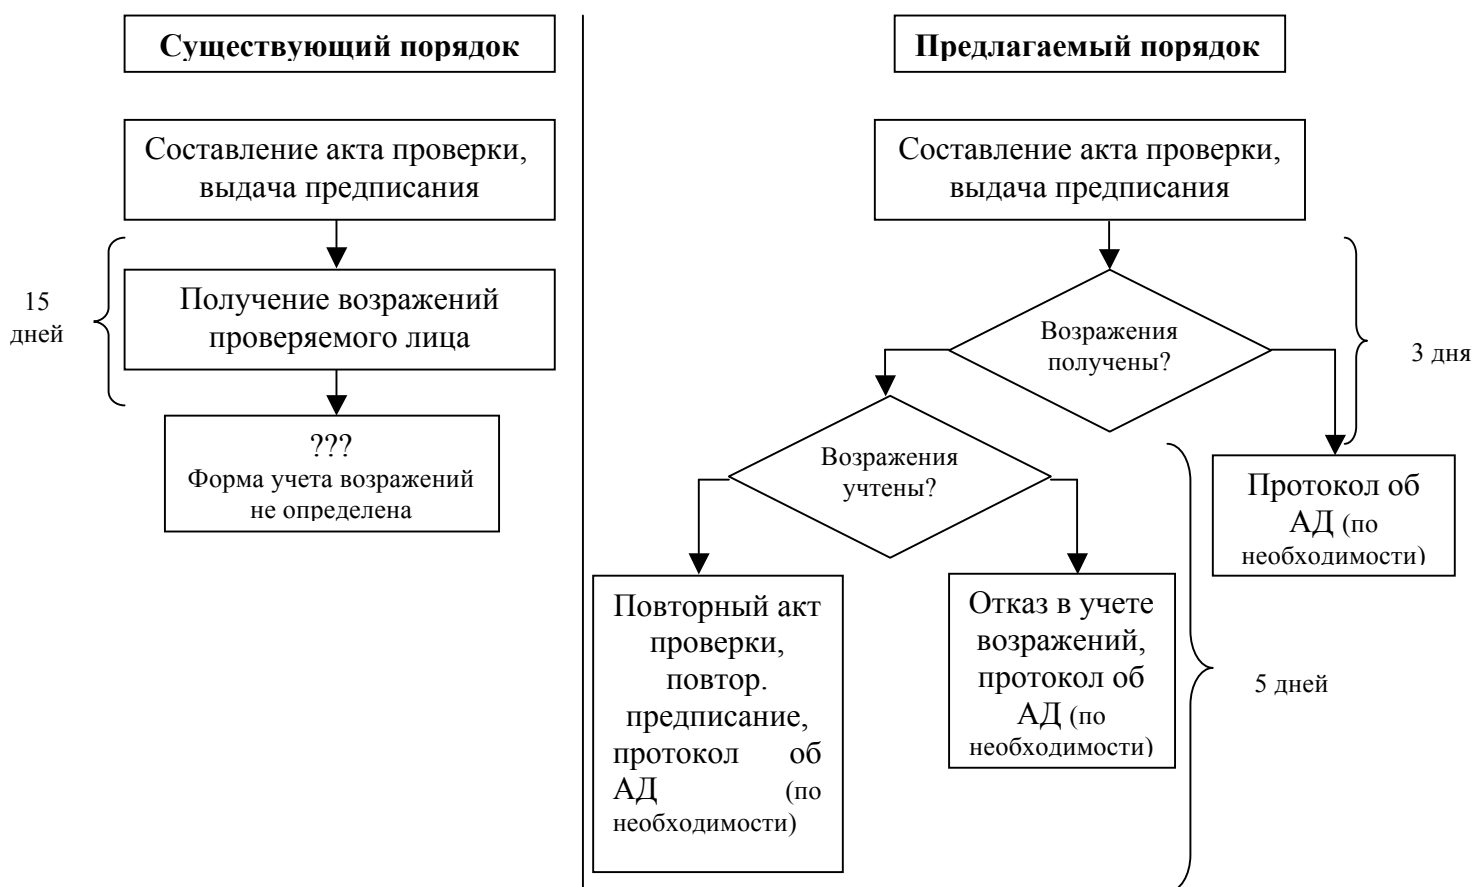 Существующий порядок
Составление акта проверки,
выдача предписания
15
дней
Получение возражений
проверяемого лица
???
Форма учета возражений
не определена
Предлагаемый порядок
Составление акта проверки,
выдача предписания
Возражения
получены?
3 дня
Возражения
учтены?
Протокол об
АД (по
необходимости)
Повторный акт
проверки,
повтор.
предписание,
протокол об
АД (по
необходимости)
Отказ в учете
возражений,
протокол об
АД (по
необходимости)
5 дней